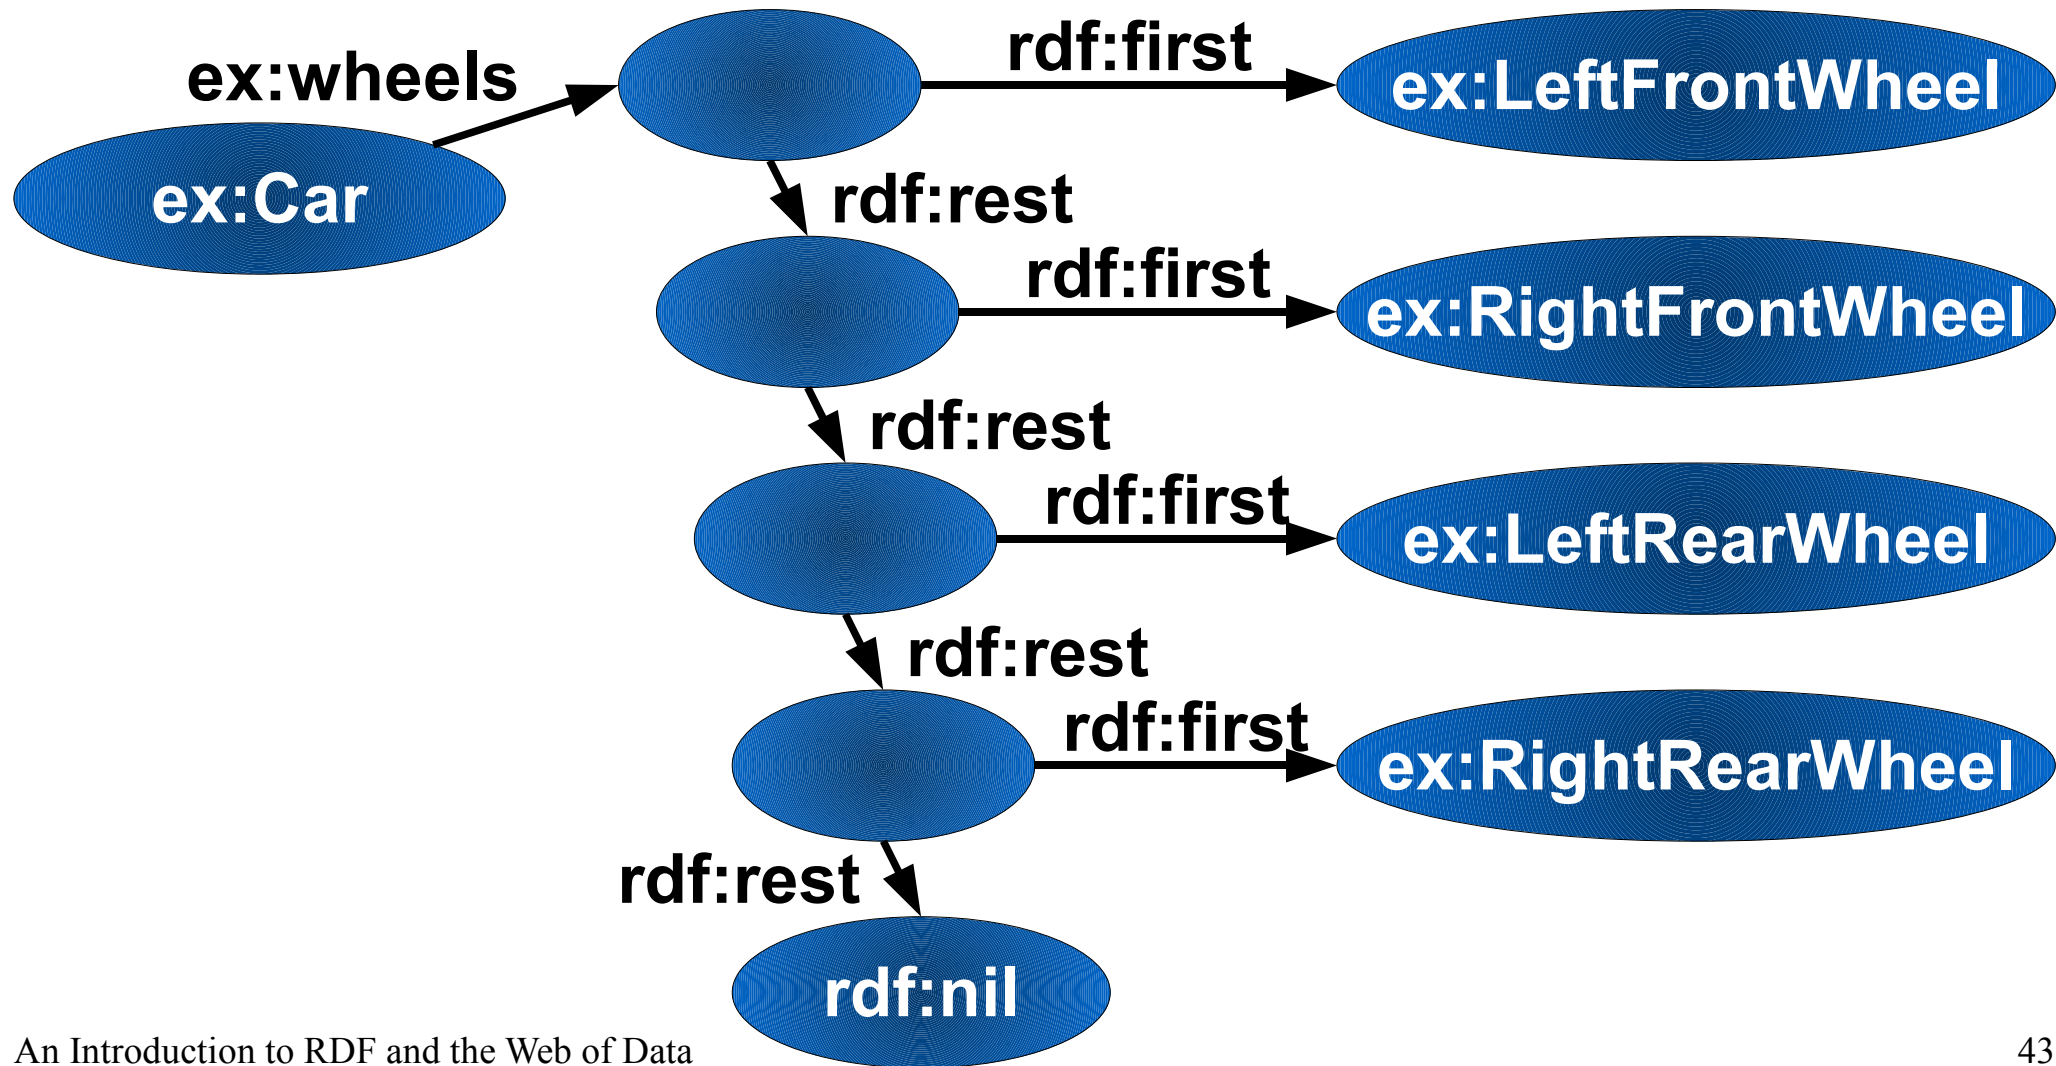 rdf:first
ex:wheels
ex:LeftFrontWheel
ex:Car
rdf:rest
rdf:first
ex:RightFrontWheel
rdf:rest
rdf:first
ex:LeftRearWheel
rdf:rest
rdf:first
ex:RightRearWheel
rdf:rest
rdf:nil
An Introduction to RDF and the Web of Data
43